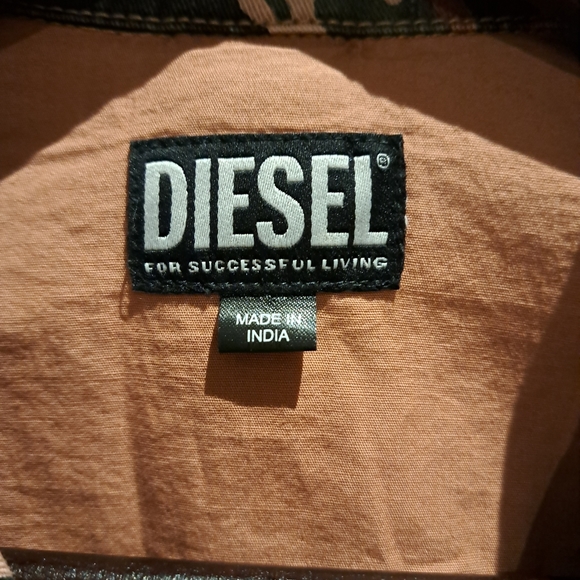 DIESEL®
FOR SUCCESSFUL LIVING
MADE IN
INDIA